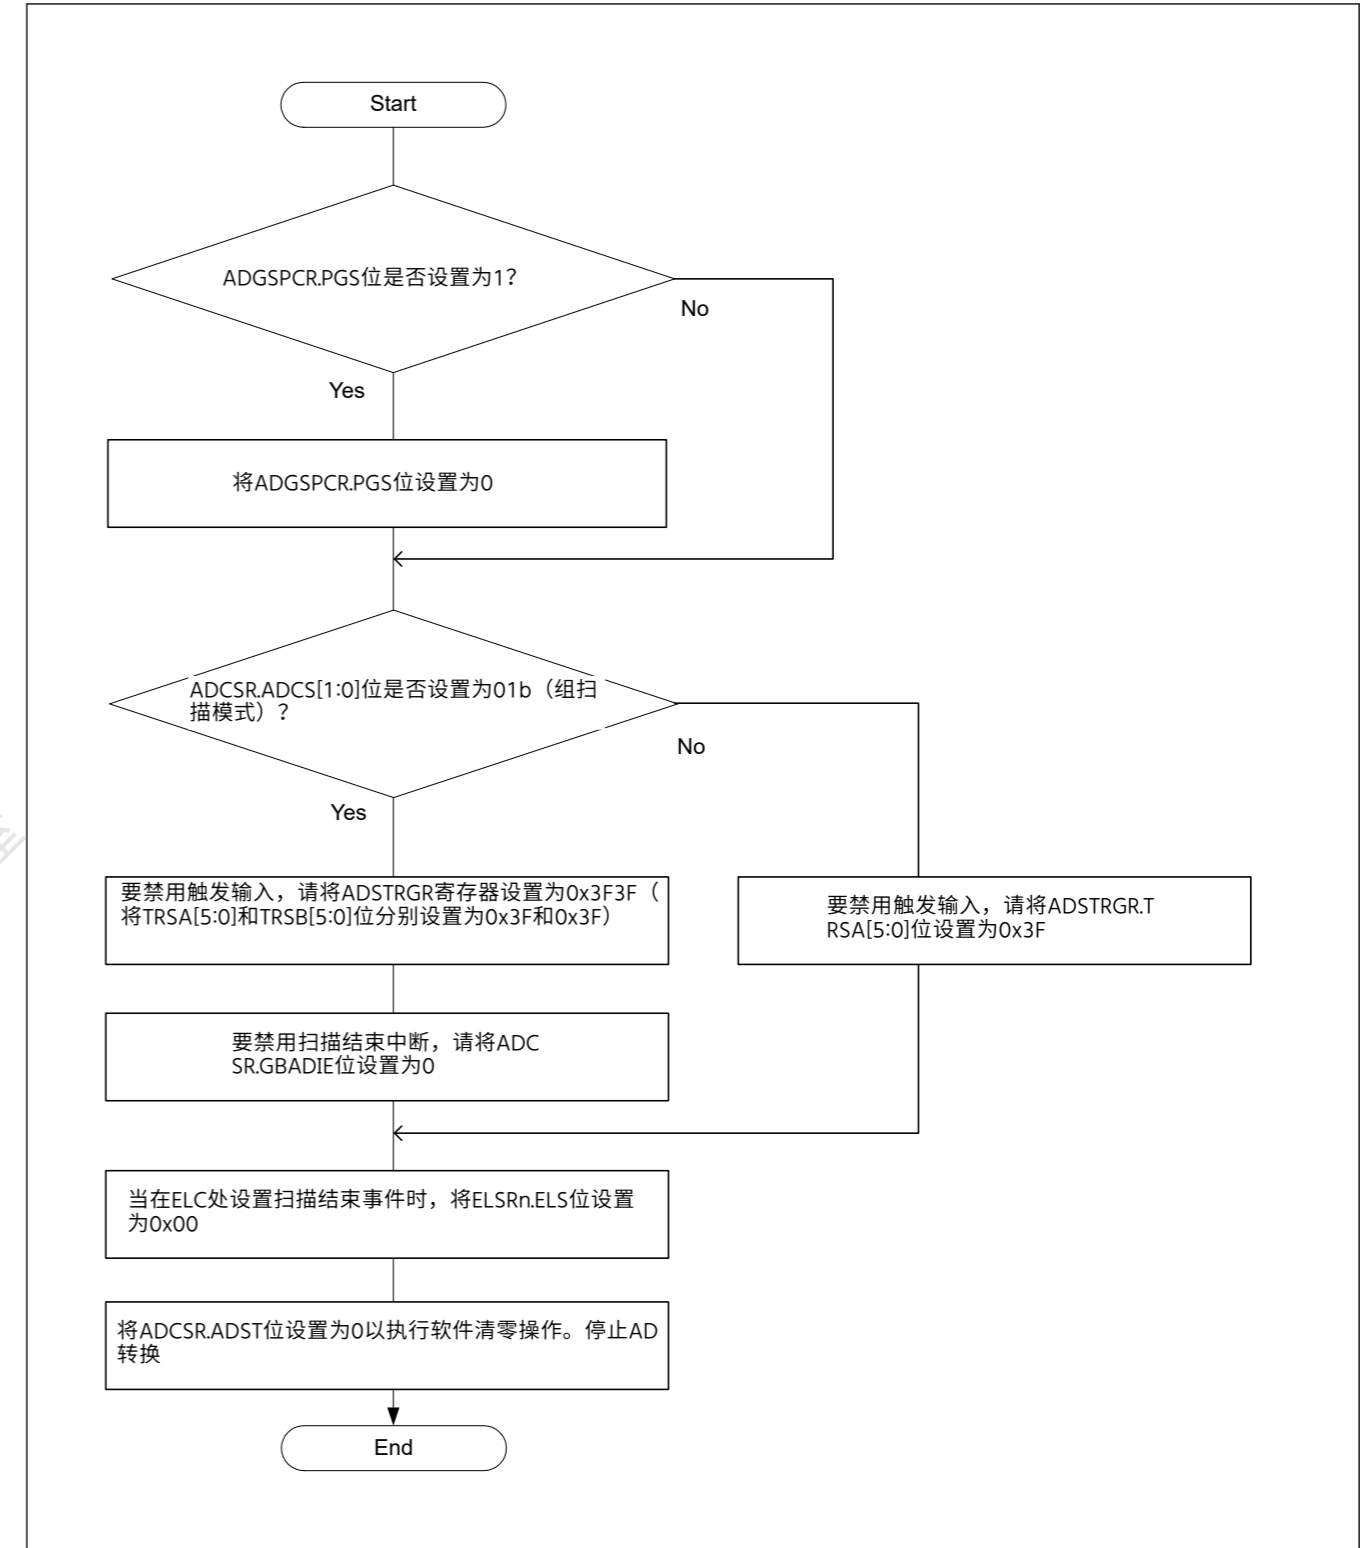 Start
ADGSPCR.PGS位是否设置为1？
No
Yes
将ADGSPCR.PGS位设置为0
ADCSR.ADCS[1:0]位是否设置为01b（组扫
描模式）？
No
Yes
要禁用触发输入，请将ADSTRGR寄存器设置为0x3F3F（
将TRSA[5:0]和TRSB[5:0]位分别设置为0x3F和0x3F）
要禁用触发输入，请将ADSTRGR.T
RSA[5:0]位设置为0x3F
要禁用扫描结束中断，请将ADC
SR.GBADIE位设置为0
当在ELC处设置扫描结束事件时，将ELSRn.ELS位设置
为0x00
将ADCSR.ADST位设置为0以执行软件清零操作。停止AD
转换
End